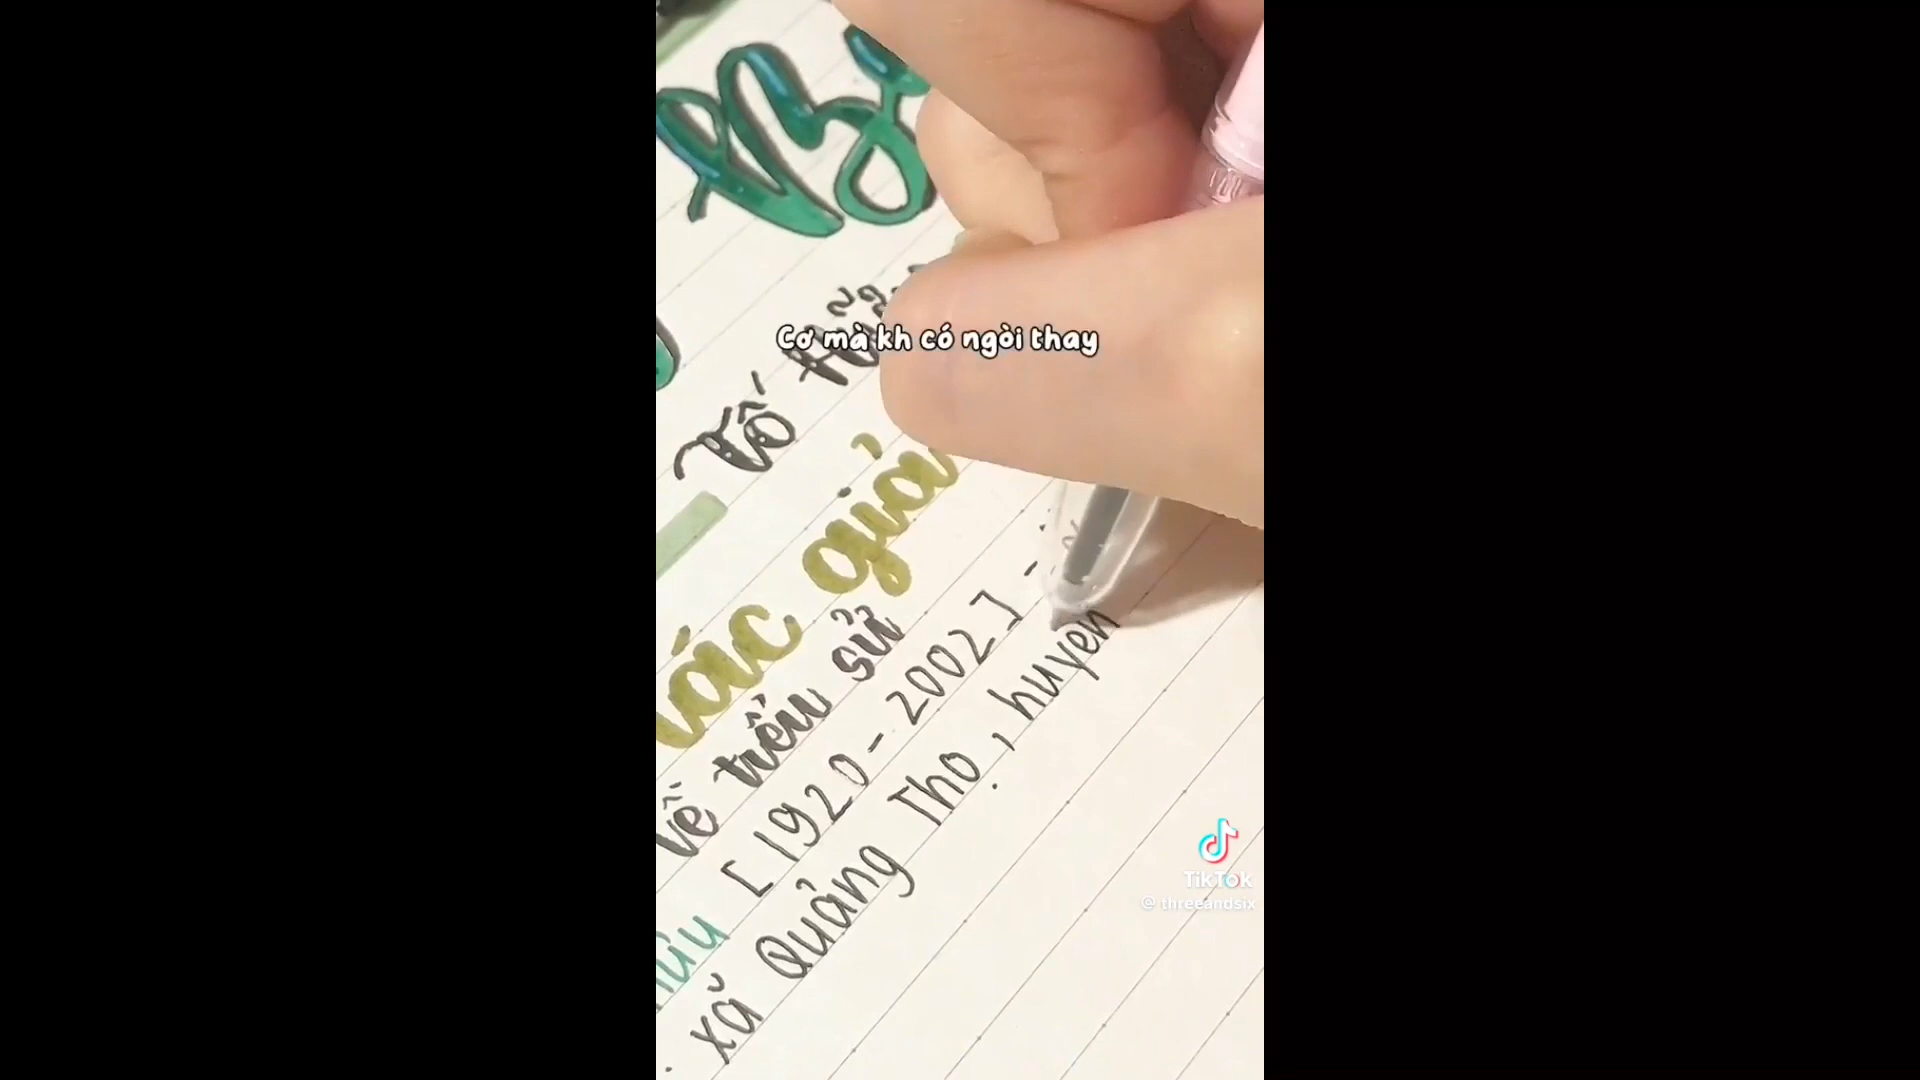 Cơ mà kh có ngòi thay
Tố
tác giả
về tiểu sử
Hữu [1920-2002] -
. xã Quảng Thọ, huyện
TikTok
@ threeandsix